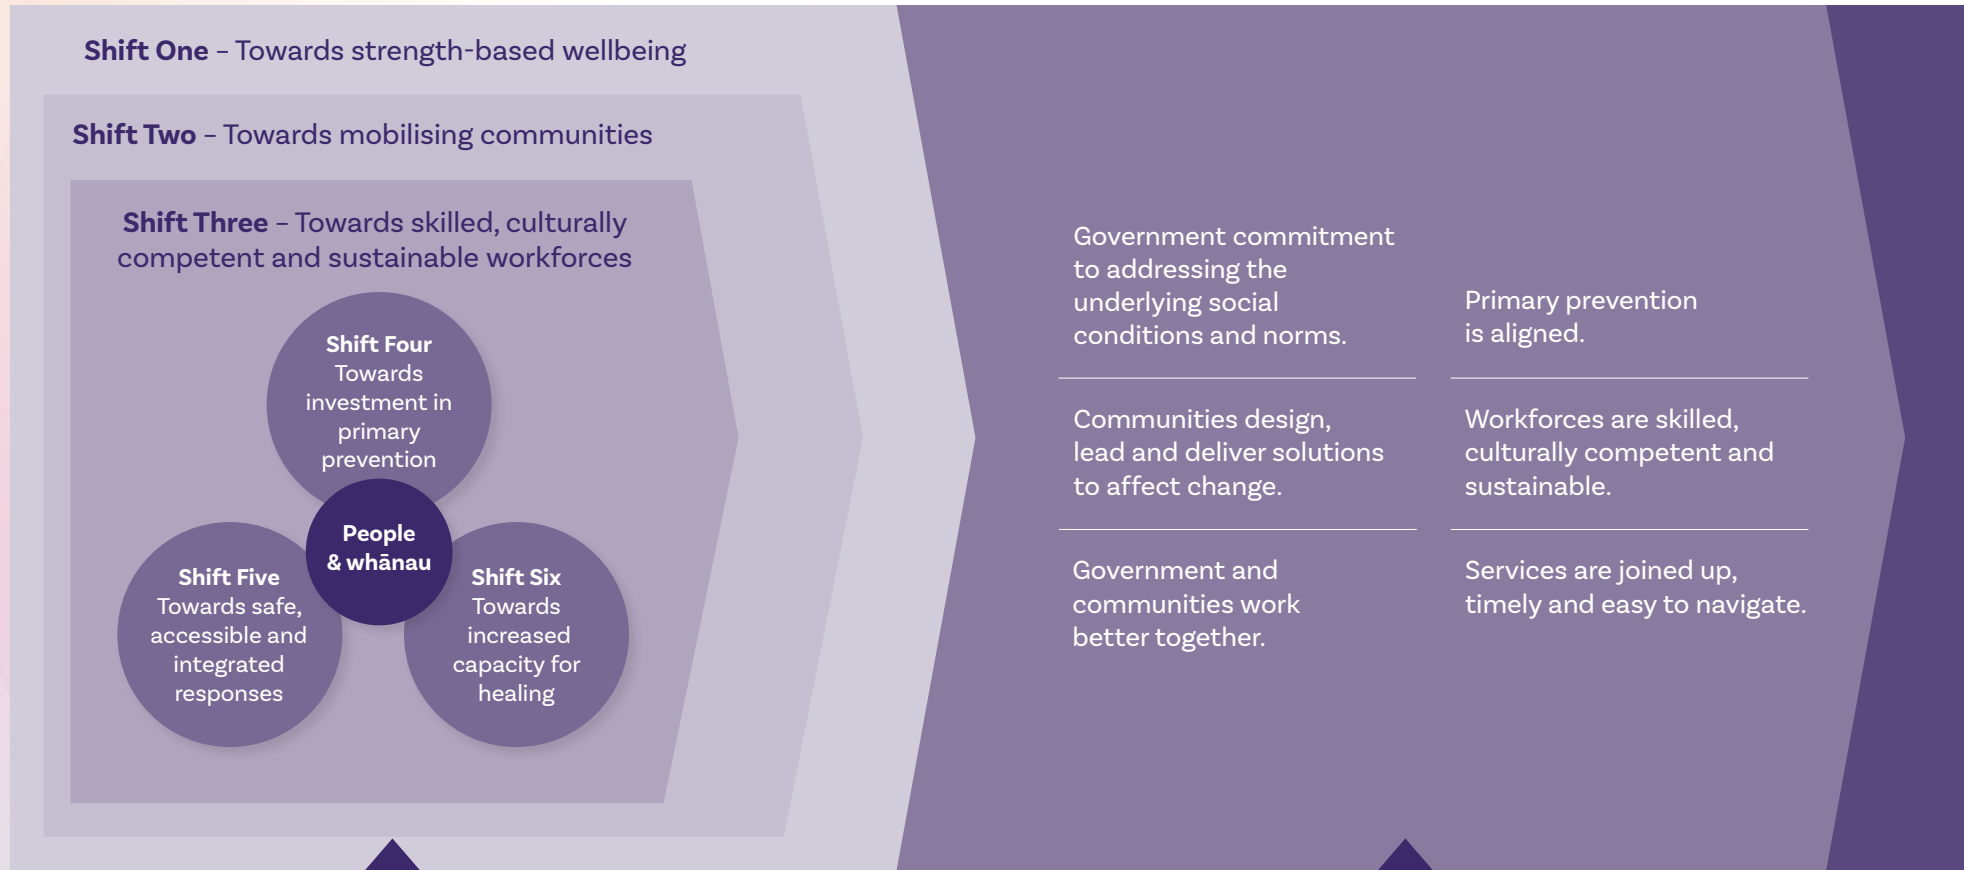 Shift One – Towards strength-based wellbeing
Shift Two – Towards mobilising communities
Shift Three – Towards skilled, culturally
competent and sustainable workforces
Shift Four
Towards
investment in
primary
prevention
People
& whānau
Shift Five
Towards safe,
accessible and
integrated
responses
Shift Six
Towards
increased
capacity for
healing
Government commitment
to addressing the
underlying social
conditions and norms.
Primary prevention
is aligned.
Communities design,
lead and deliver solutions
to affect change.
Workforces are skilled,
culturally competent and
sustainable.
Government and
communities work
better together.
Services are joined up,
timely and easy to navigate.